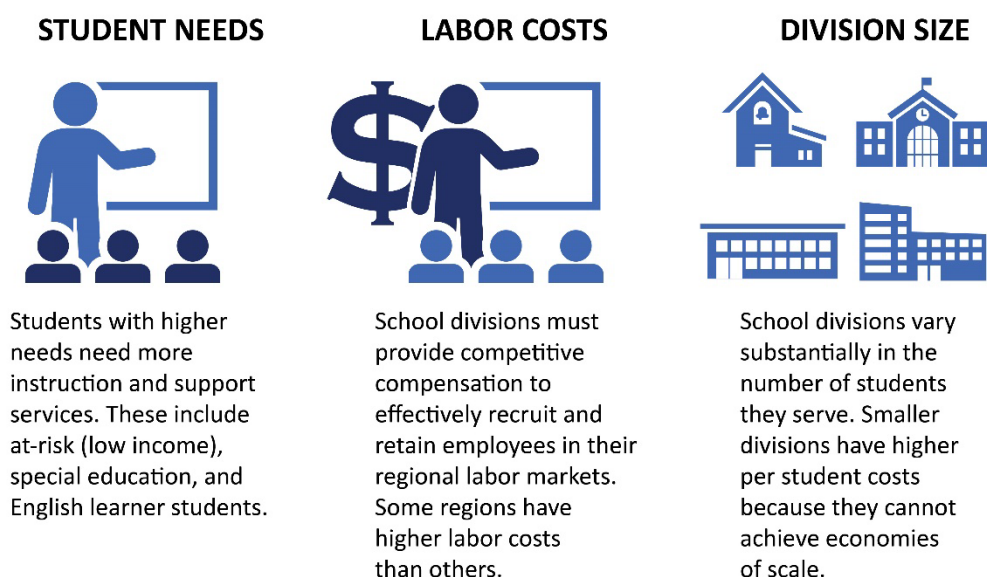 STUDENT NEEDS
Students with higher
needs need more
instruction and support
services. These include
at-risk (low income),
special education, and
English learner students.
LABOR COSTS
School divisions must
provide competitive
compensation to
effectively recruit and
retain employees in their
regional labor markets.
Some regions have
higher labor costs
than others.
DIVISION SIZE
School divisions vary
substantially in the
number of students
they serve. Smaller
divisions have higher
per student costs
because they cannot
achieve economies
of scale.